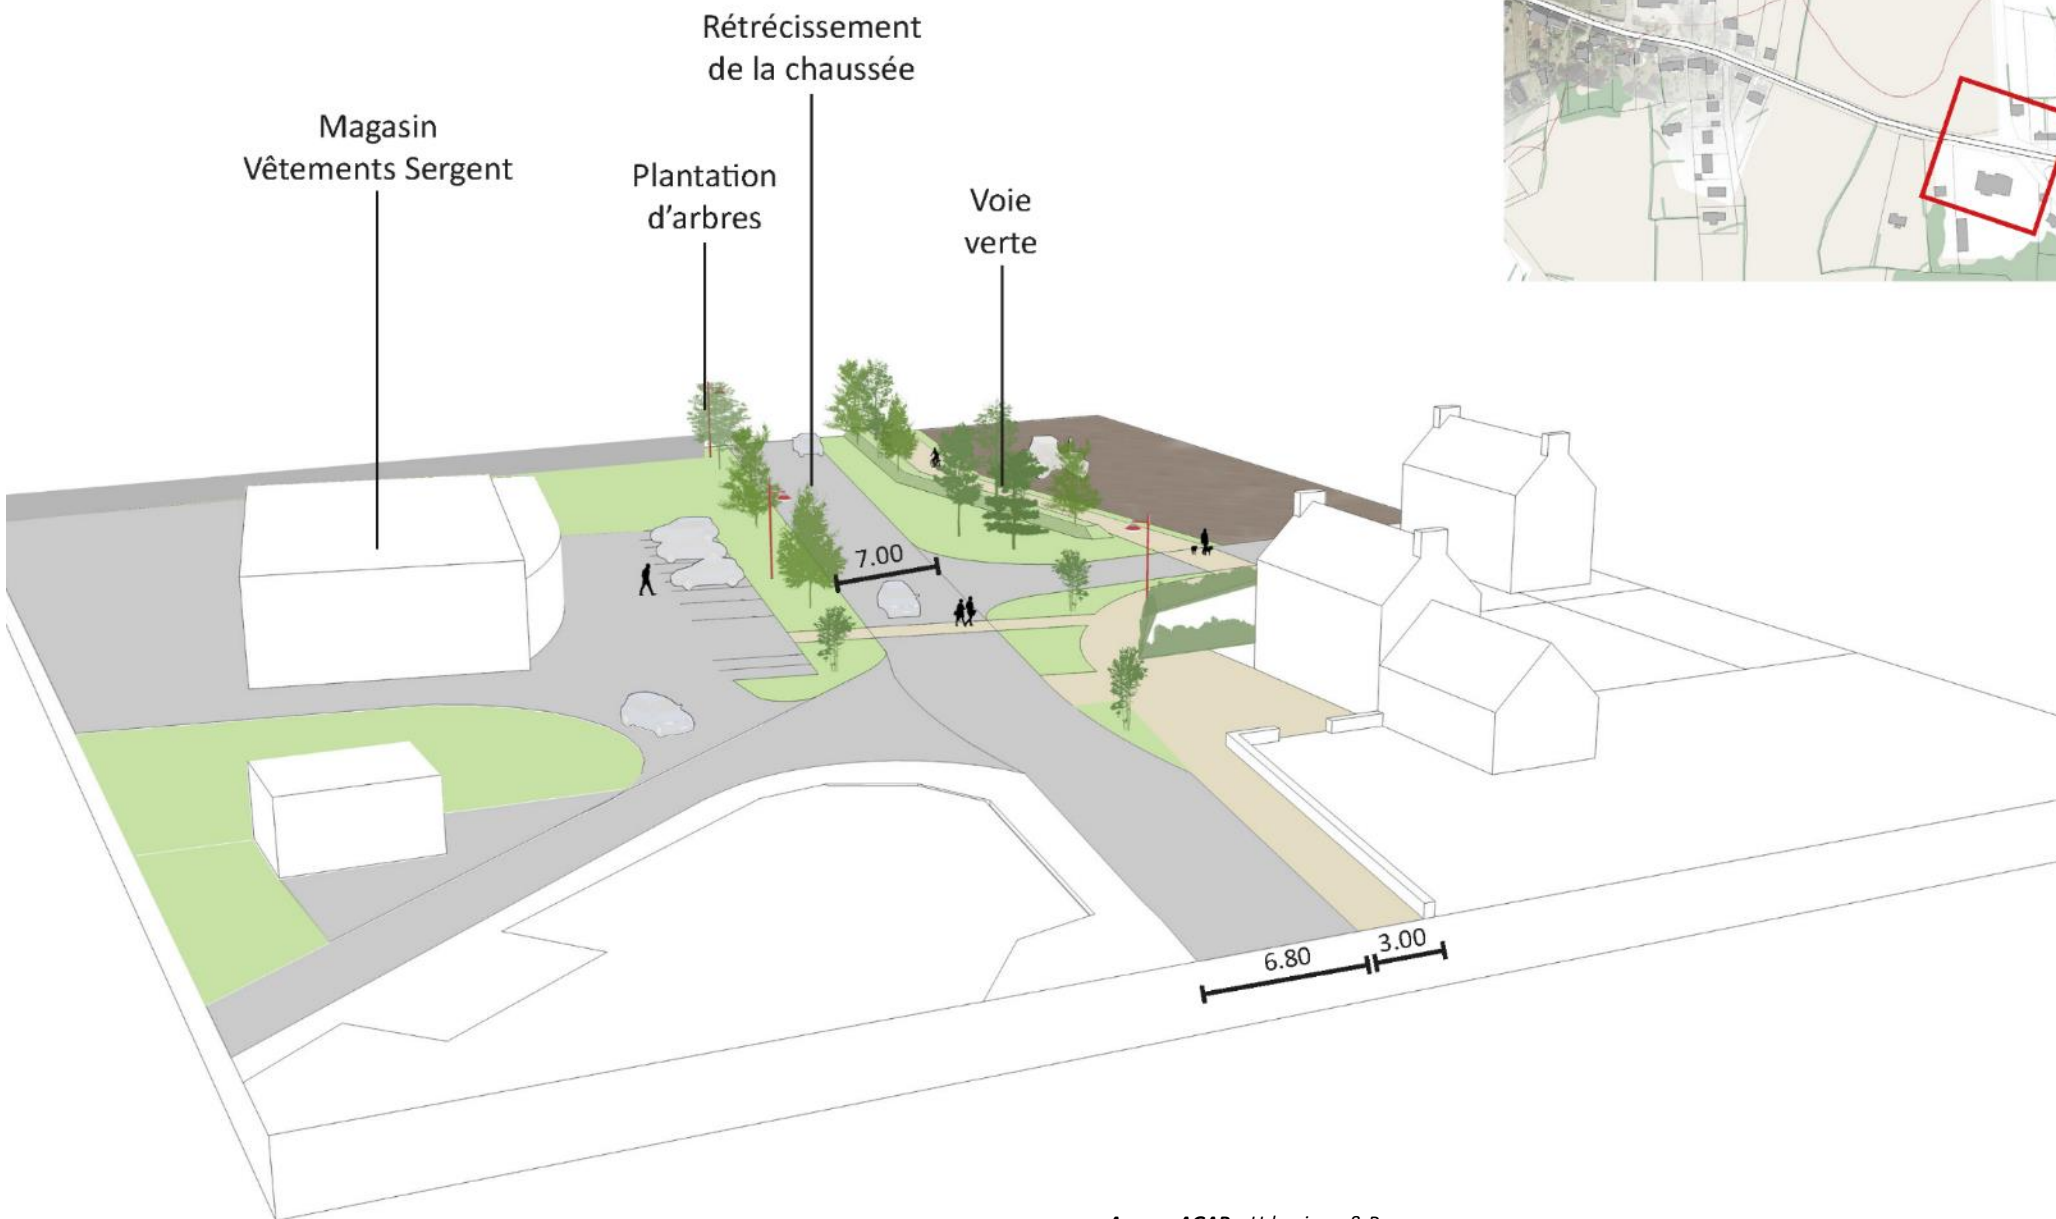 Rétrécissement
de la chaussée
Magasin
Vêtements Sergent
Plantation
d'arbres
Voie
verte
7.00
6.80
3.00